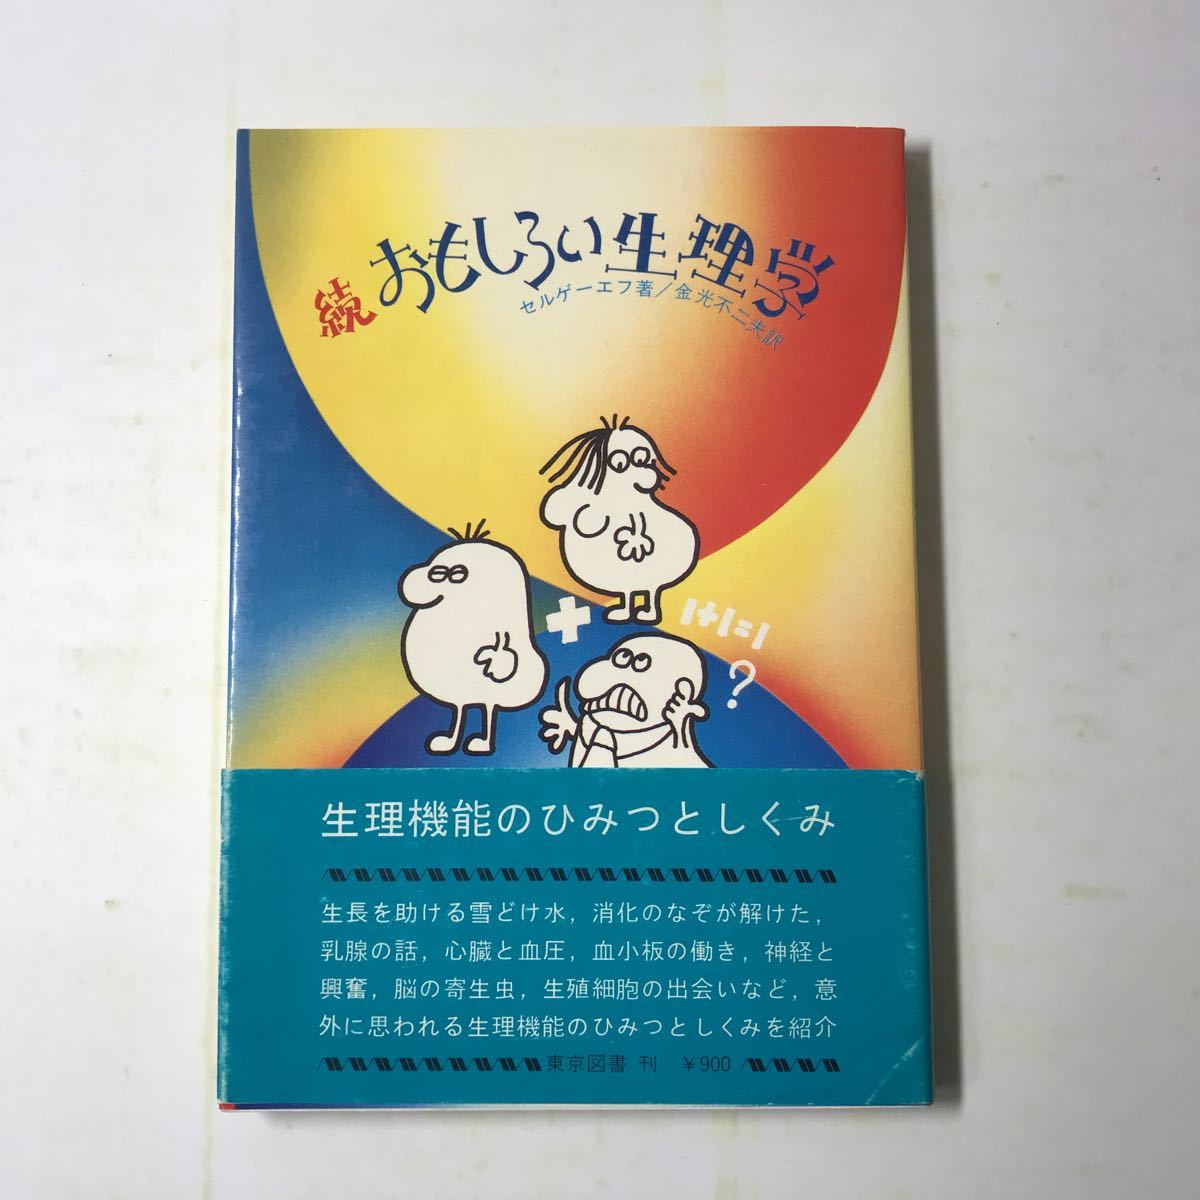 続 おもしろい生理学
セルゲーエフ著/金光不二夫訳
+
1+1=1
?
生理機能のひみつとしくみ
生長を助ける雪どけ水，消化のなぞが解けた，
乳腺の話，心臓と血圧，血小板の働き，神経と
興奮，脳の寄生虫，生殖細胞の出会いなど，意
外に思われる生理機能のひみつとしくみを紹介
東京図書 刊 ￥900